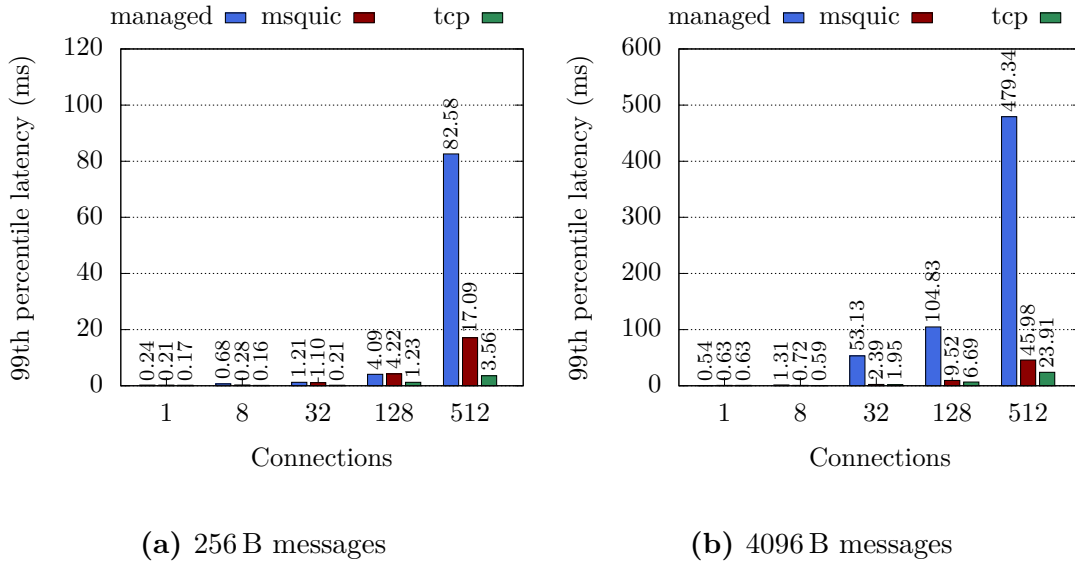 managed msquic tcp
99th percentile latency (ms)
120
100
80
60
40
20
0
0.24 0.21 0.17
0.68 0.28 0.16
1.21 1.10 0.21
4.09 4.22 1.23
82.58 17.09 3.56
1 8 32 128 512
Connections
(a) 256 B messages
managed msquic tcp
99th percentile latency (ms)
600
500
400
300
200
100
0
0.54 0.63 0.63
1.31 0.72 0.59
53.13 2.39 1.95
104.83 9.52 6.69
479.34 45.98 23.91
1 8 32 128 512
Connections
(b) 4096 B messages